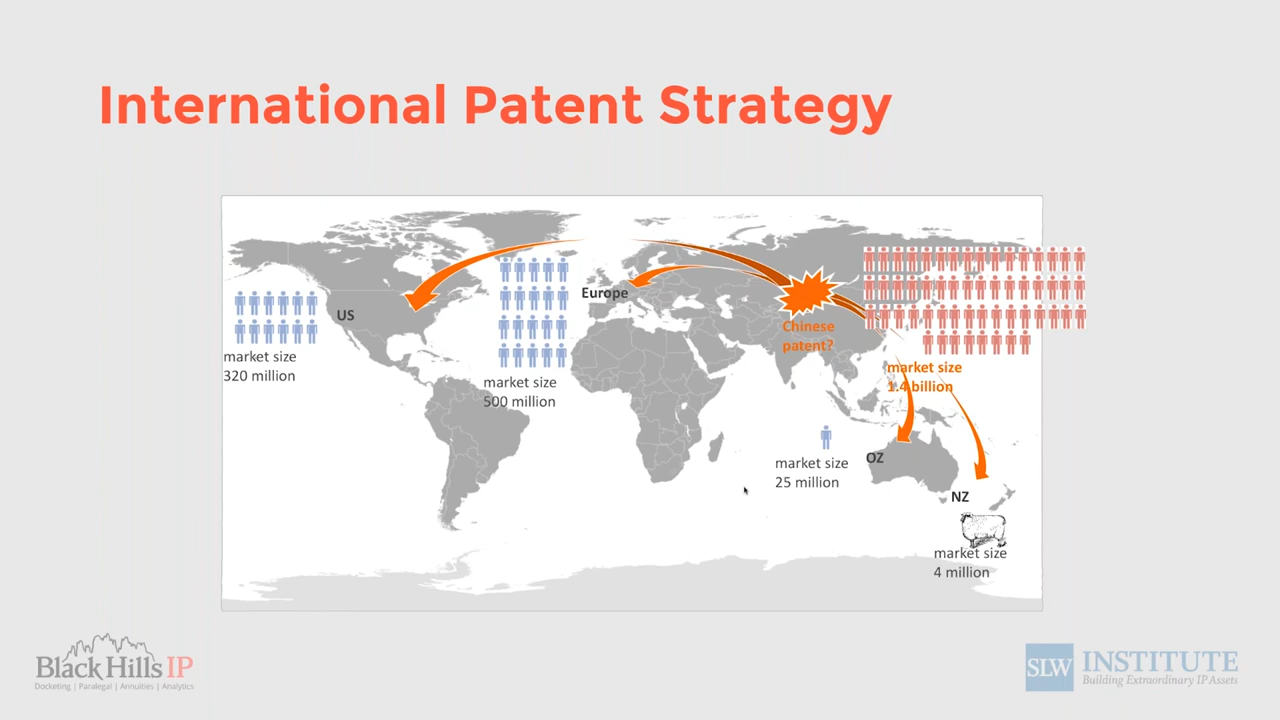 International Patent Strategy
US
market size
320 million
Europe
market size
500 million
Chinese
patent?
market size
1.4 billion
OZ
market size
25 million
NZ
market size
4 million
Black Hills IP
Docketing | Paralegal | Annuities | Analytics
SLW INSTITUTE
Building Extraordinary IP Assets